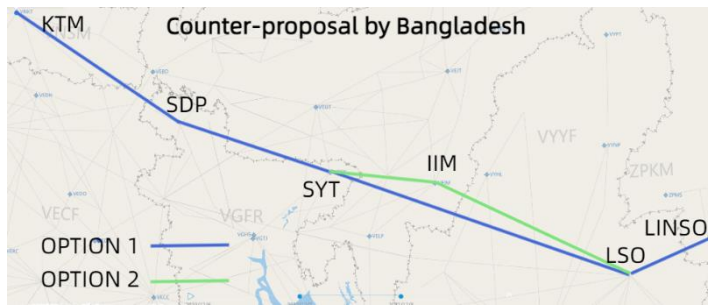 Counter-proposal by Bangladesh
KTM
SDP
IIM
VYYF
SYT
ZPKM
VECF
VGFR
LINSO
OPTION 1
LSO
OPTION 2